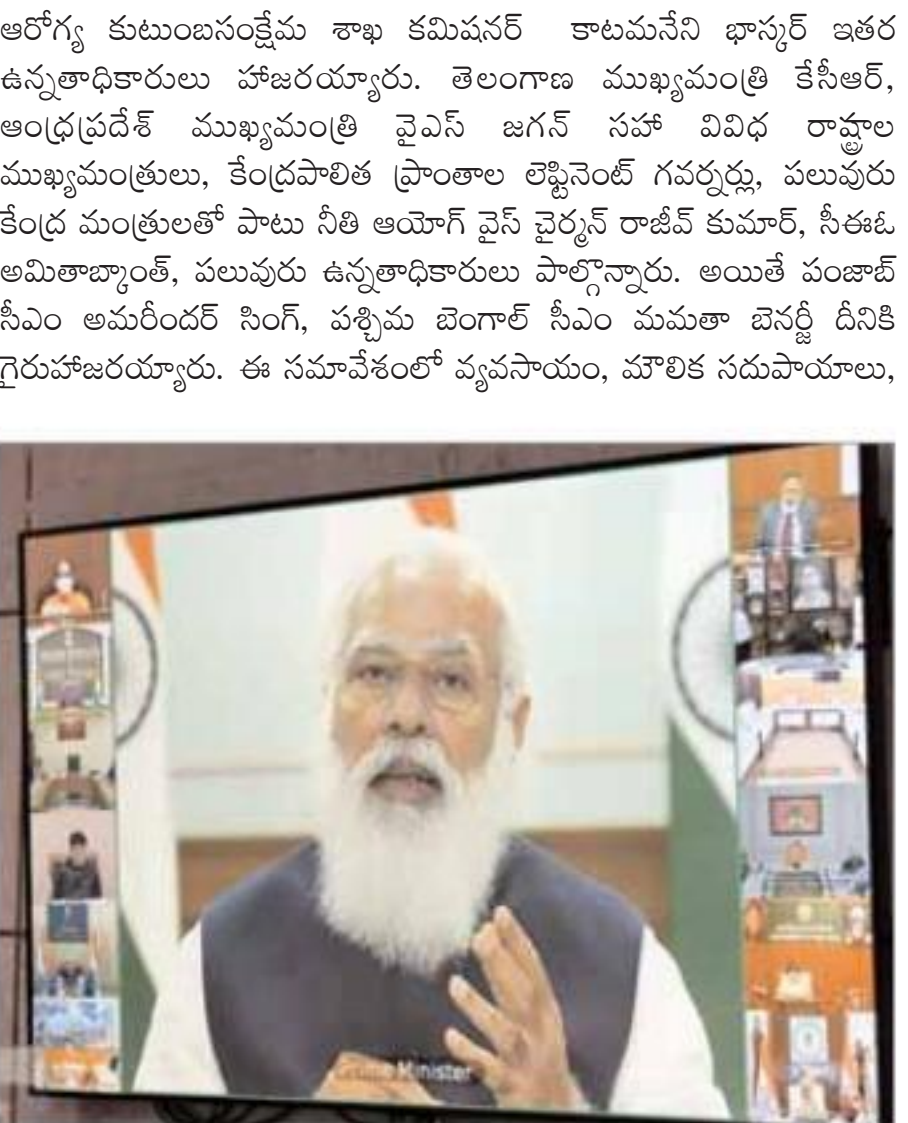 ఆరోగ్య కుటుంబసంక్షేమ శాఖ కమిషనర్ కాటమనేని భాస్కర్ ఇతర
ఉన్నతాధికారులు హాజరయ్యారు. తెలంగాణ ముఖ్యమంత్రి కేసీఆర్,
ఆంధ్రప్రదేశ్ ముఖ్యమంత్రి వైఎస్ జగన్ సహా వివిధ రాష్ట్రాల
ముఖ్యమంత్రులు, కేంద్రపాలిత ప్రాంతాల లెఫ్టినెంట్ గవర్నర్లు, పలువురు
కేంద్ర మంత్రులతో పాటు నీతి ఆయోగ్ వైస్ చైర్మన్ రాజీవ్ కుమార్, సీఈఓ
అమితాబ్కాంత్, పలువురు ఉన్నతాధికారులు పాల్గొన్నారు. అయితే పంజాబ్
సీఎం అమరీందర్ సింగ్, పశ్చిమ బెంగాల్ సీఎం మమతా బెనర్జీ దీనికి
గైరుహాజరయ్యారు. ఈ సమావేశంలో వ్యవసాయం, మౌలిక సదుపాయాలు,
Minister